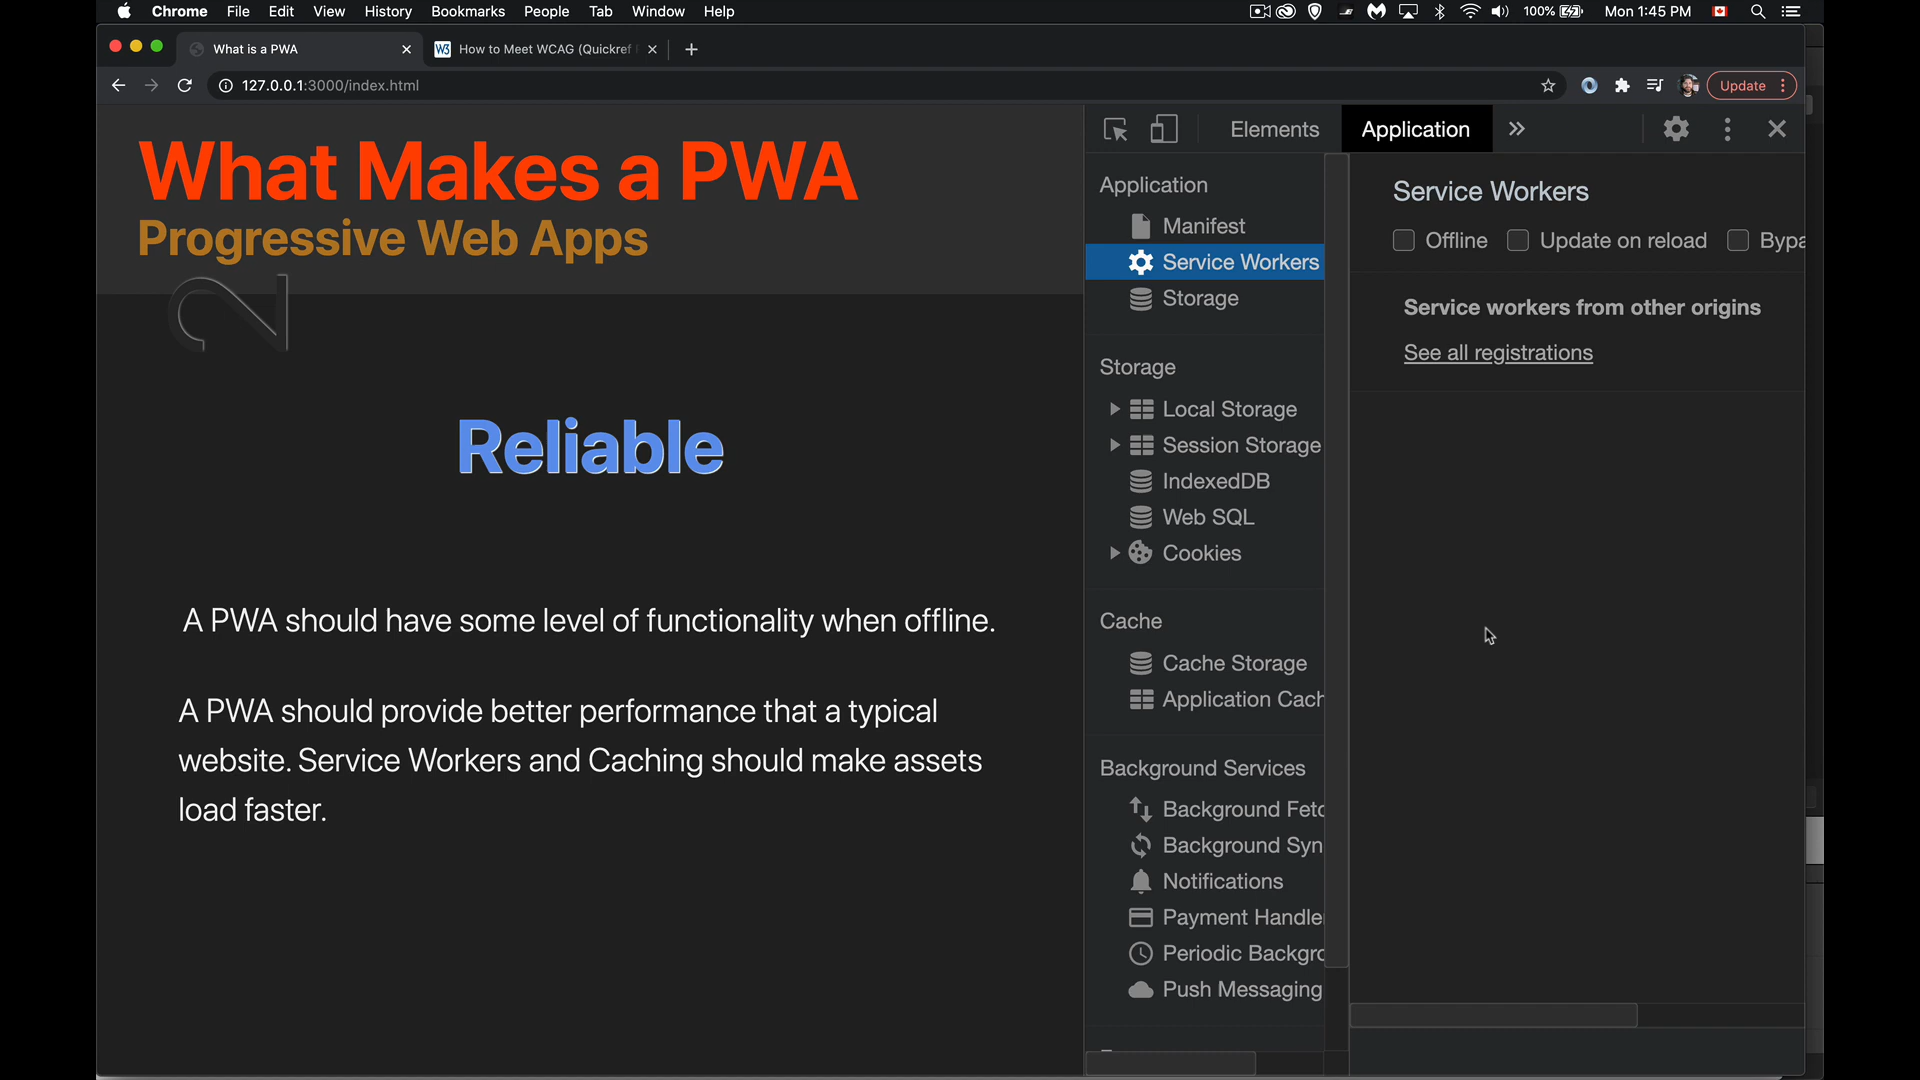 Chrome File Edit View History Bookmarks People Tab Window Help 100% Mon 1:45 PM
What is a PWA
W3 How to Meet WCAG (Quickref
127.0.0.1:3000/index.html
Update
What Makes a PWA
Progressive Web Apps
2
Reliable
A PWA should have some level of functionality when offline.
A PWA should provide better performance that a typical
website. Service Workers and Caching should make assets
load faster.
Elements Application
Application
Manifest
Service Workers
Storage
Storage
Local Storage
Session Storage
IndexedDB
Web SQL
Cookies
Cache
Cache Storage
Application Cach
Background Services
Background Fetc
Background Syn
Notifications
Payment Handle
Periodic Backgro
Push Messaging
Service Workers
Offline Update on reload Bypa
Service workers from other origins
See all registrations